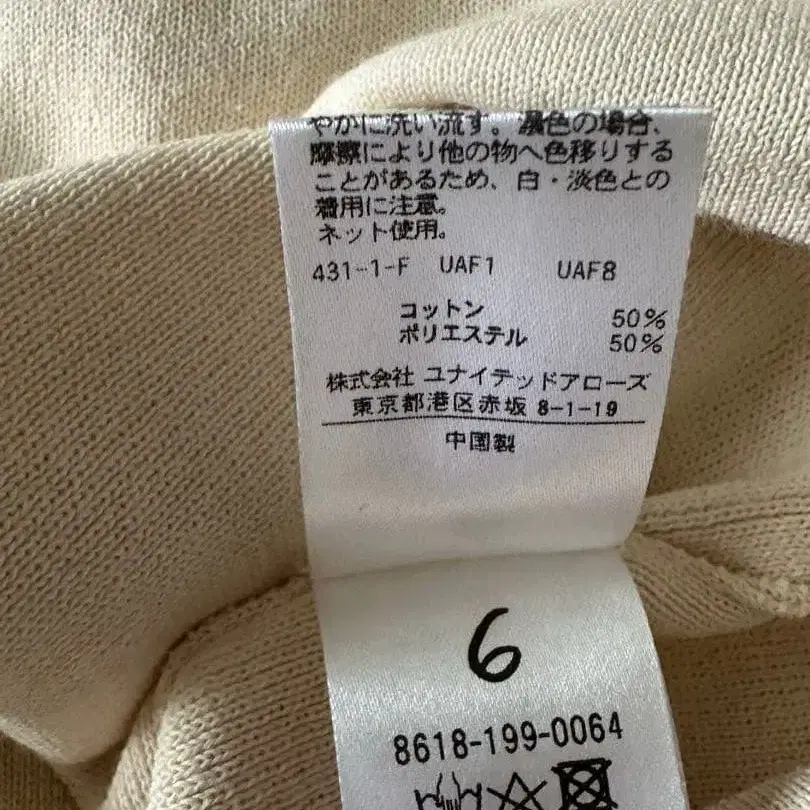 やかに洗い流す。濃色の場合、
摩擦により他の物へ色移りする
ことがあるため、白・淡色との
着用に注意。
ネット使用。
431-1-F UAF1 UAF8
コットン 50%
ポリエステル 50%
株式会社 ユナイテッドアローズ
東京都港区赤坂 8-1-19
中国製
6
8618-199-0064